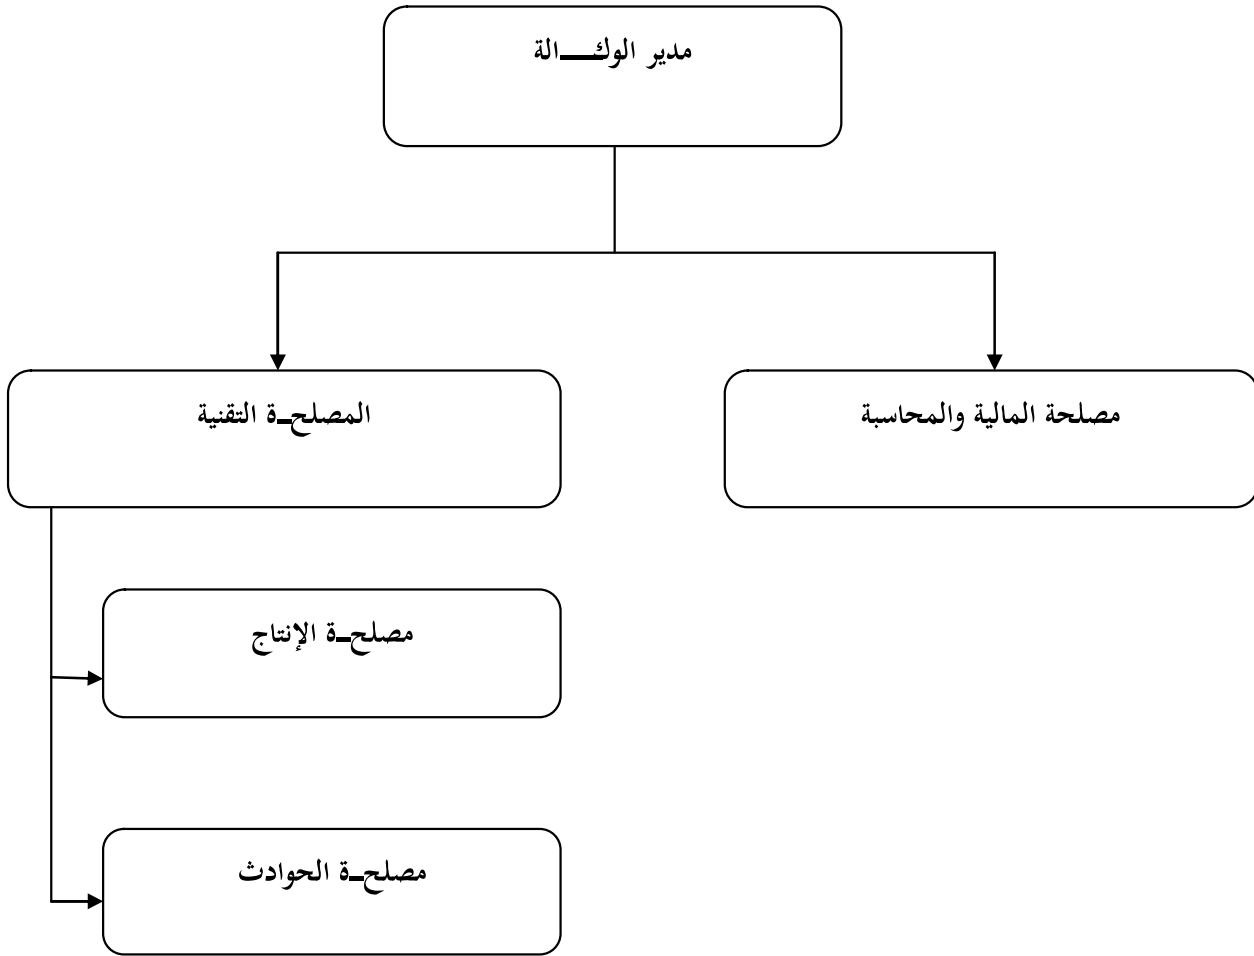 مدير الوكـــالة
مصلحة المالية والمحاسبة
المصلحـة التقنية
مصلحـة الإنتاج
مصلحـة الحوادث